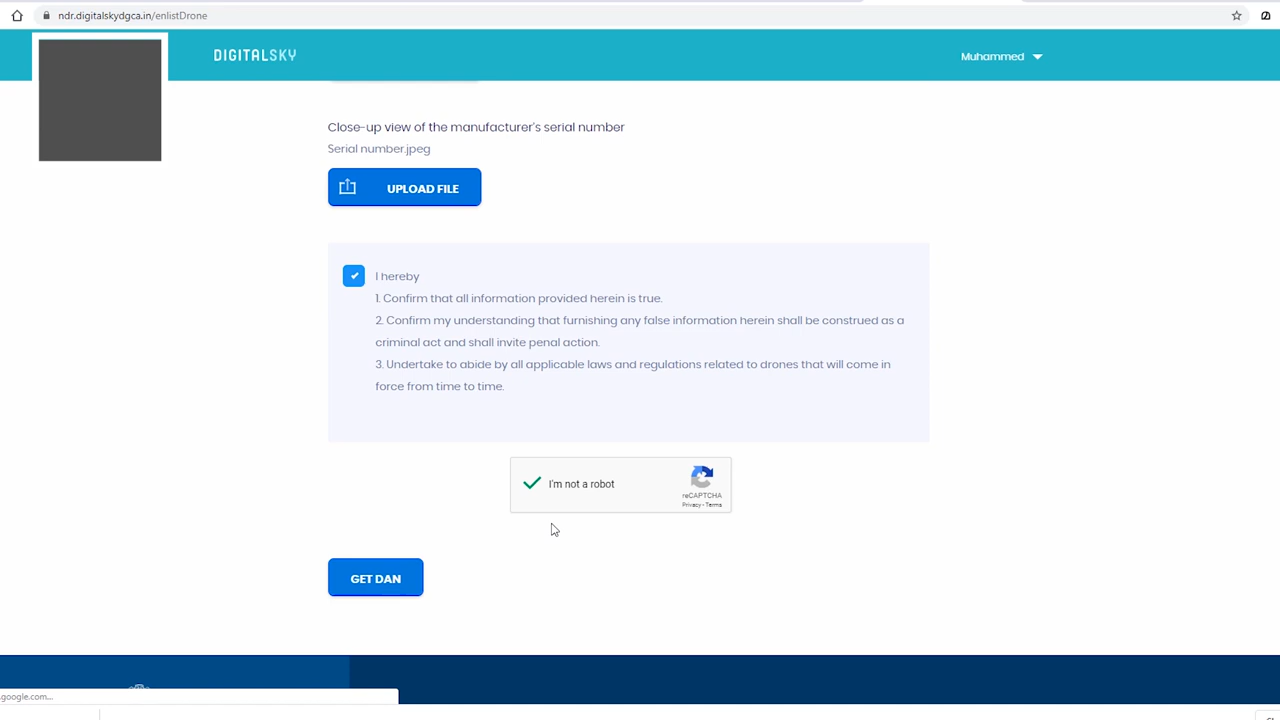 ndr.digitalskydgca.in/enlistDrone
DIGITALSKY
Muhammed
Close-up view of the manufacturer's serial number
Serial number.jpeg
UPLOAD FILE
I hereby
1. Confirm that all information provided herein is true.
2. Confirm my understanding that furnishing any false information herein shall be construed as a
criminal act and shall invite penal action.
3. Undertake to abide by all applicable laws and regulations related to drones that will come in
force from time to time.
I'm not a robot
reCAPTCHA
Privacy - Terms
GET DAN
.google.com...